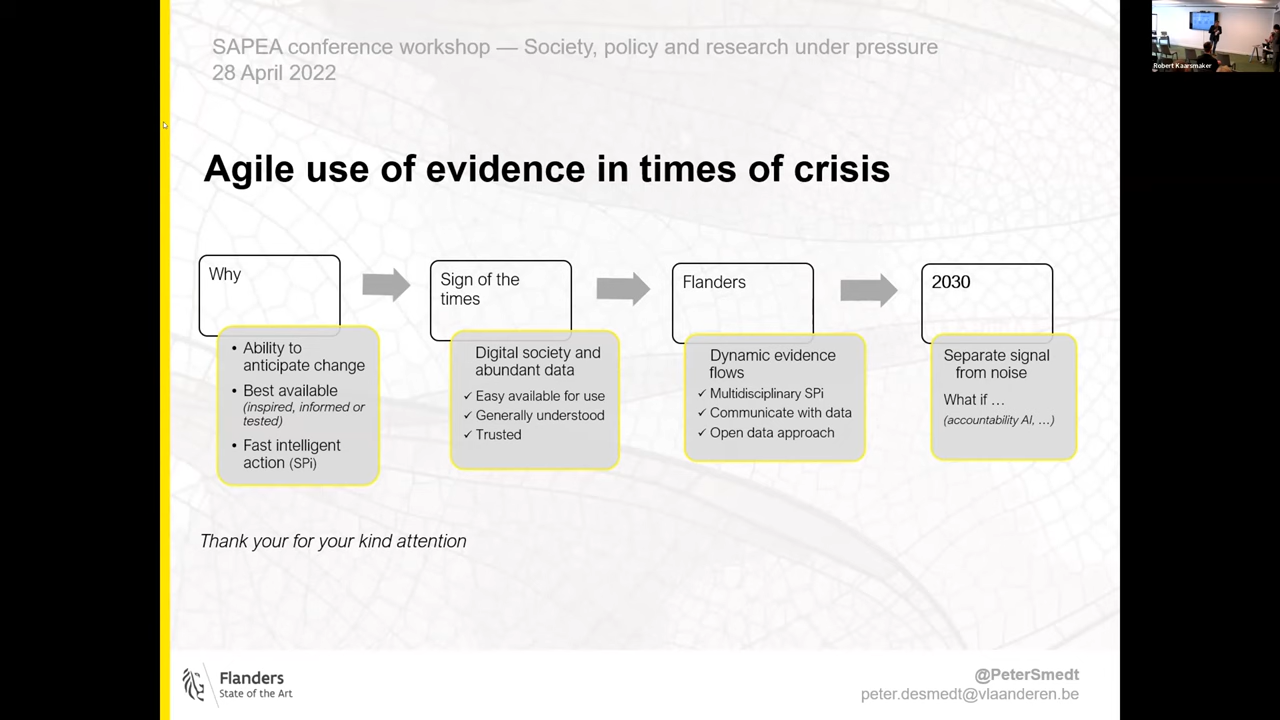 SAPEA conference workshop — Society, policy and research under pressure
28 April 2022
Robert Kaarsmaker
Agile use of evidence in times of crisis
Why
• Ability to
anticipate change
• Best available
(inspired, informed or
tested)
• Fast intelligent
action (SPi)
Sign of the
times
Digital society and
abundant data
✓ Easy available for use
✓ Generally understood
✓ Trusted
Flanders
Dynamic evidence
flows
✓ Multidisciplinary SPi
✓ Communicate with data
✓ Open data approach
2030
Separate signal
from noise
What if …
(accountability AI, …)
Thank your for your kind attention
Flanders
State of the Art
@PeterSmedt
peter.desmedt@vlaanderen.be